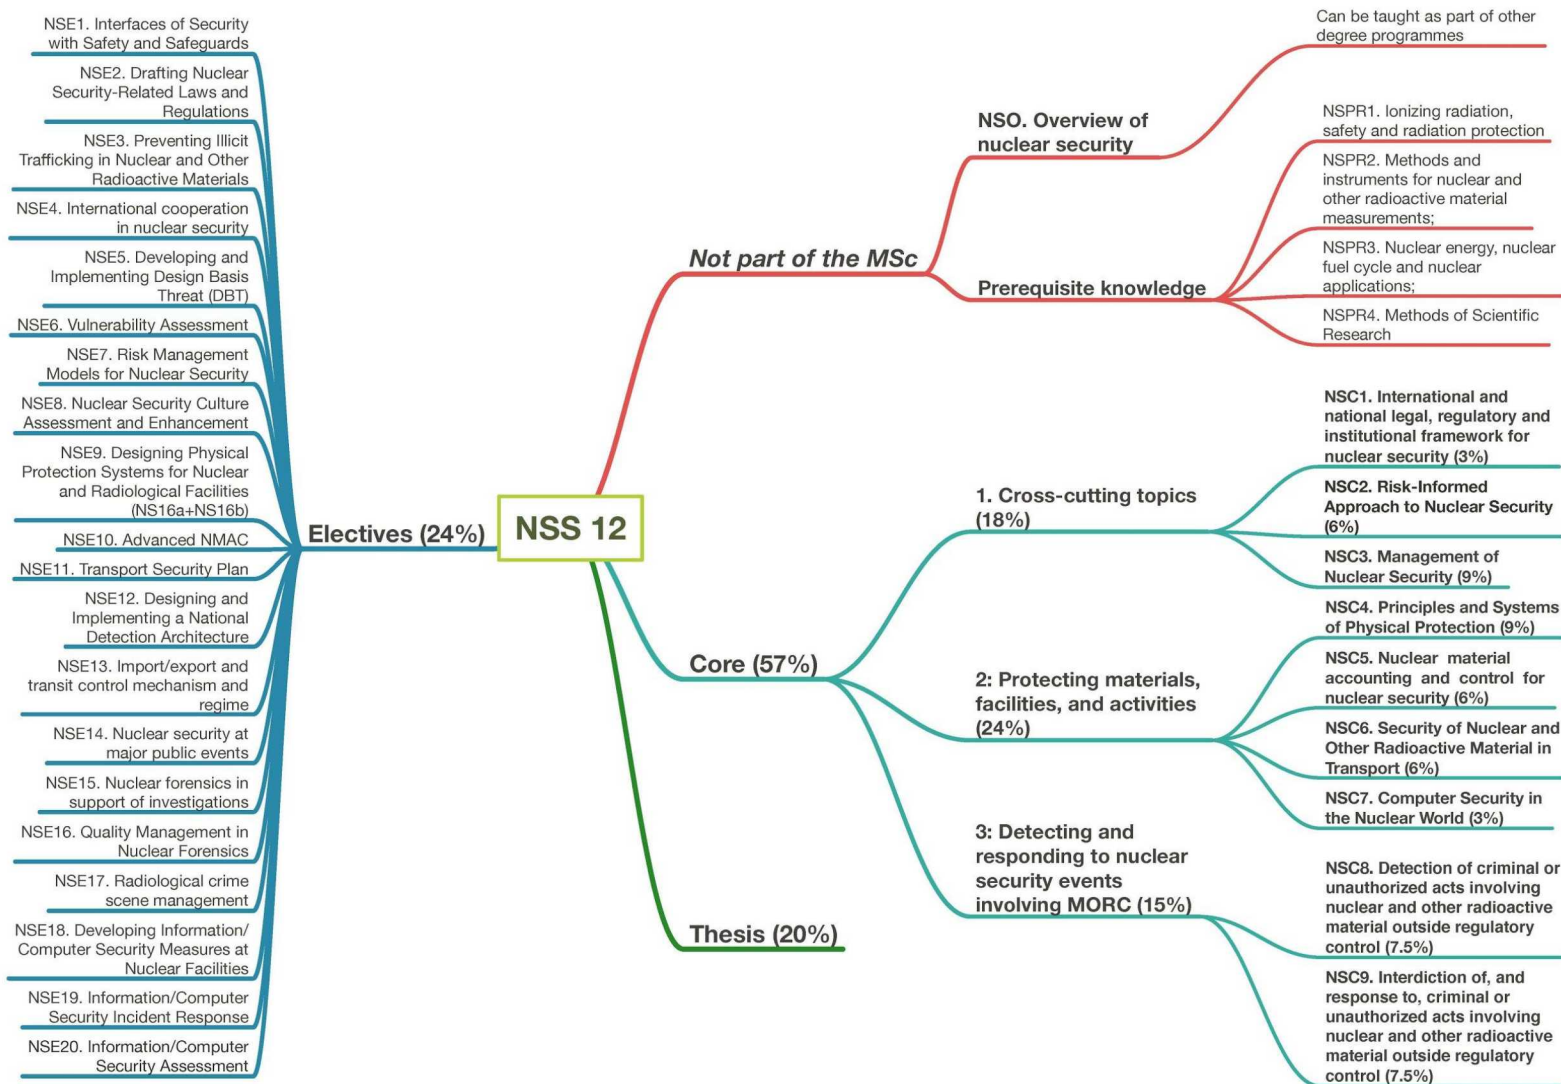 NSE1. Interfaces of Security
with Safety and Safeguards
NSE2. Drafting Nuclear
Security-Related Laws and
Regulations
NSE3. Preventing Illicit
Trafficking in Nuclear and Other
Radioactive Materials
NSE4. International cooperation
in nuclear security
NSE5. Developing and
Implementing Design Basis
Threat (DBT)
NSE6. Vulnerability Assessment
NSE7. Risk Management
Models for Nuclear Security
NSE8. Nuclear Security Culture
Assessment and Enhancement
NSE9. Designing Physical
Protection Systems for Nuclear
and Radiological Facilities
(NS16a+NS16b)
NSE10. Advanced NMAC
NSE11. Transport Security Plan
NSE12. Designing and
Implementing a National
Detection Architecture
NSE13. Import/export and
transit control mechanism and
regime
NSE14. Nuclear security at
major public events
NSE15. Nuclear forensics in
support of investigations
NSE16. Quality Management in
Nuclear Forensics
NSE17. Radiological crime
scene management
NSE18. Developing Information/
Computer Security Measures at
Nuclear Facilities
NSE19. Information/Computer
Security Incident Response
NSE20. Information/Computer
Security Assessment
Electives (24%)
NSS 12
Not part of the MSc
NSO. Overview of
nuclear security
Can be taught as part of other
degree programmes
Prerequisite knowledge
NSPR1. Ionizing radiation,
safety and radiation protection
NSPR2. Methods and
instruments for nuclear and
other radioactive material
measurements;
NSPR3. Nuclear energy, nuclear
fuel cycle and nuclear
applications;
NSPR4. Methods of Scientific
Research
Core (57%)
1. Cross-cutting topics
(18%)
NSC1. International and
national legal, regulatory and
institutional framework for
nuclear security (3%)
NSC2. Risk-Informed
Approach to Nuclear Security
(6%)
NSC3. Management of
Nuclear Security (9%)
2: Protecting materials,
facilities, and activities
(24%)
NSC4. Principles and Systems
of Physical Protection (9%)
NSC5. Nuclear material
accounting and control for
nuclear security (6%)
NSC6. Security of Nuclear and
Other Radioactive Material in
Transport (6%)
NSC7. Computer Security in
the Nuclear World (3%)
3: Detecting and
responding to nuclear
security events
involving MORC (15%)
NSC8. Detection of criminal or
unauthorized acts involving
nuclear and other radioactive
material outside regulatory
control (7.5%)
NSC9. Interdiction of, and
response to, criminal or
unauthorized acts involving
nuclear and other radioactive
material outside regulatory
control (7.5%)
Thesis (20%)